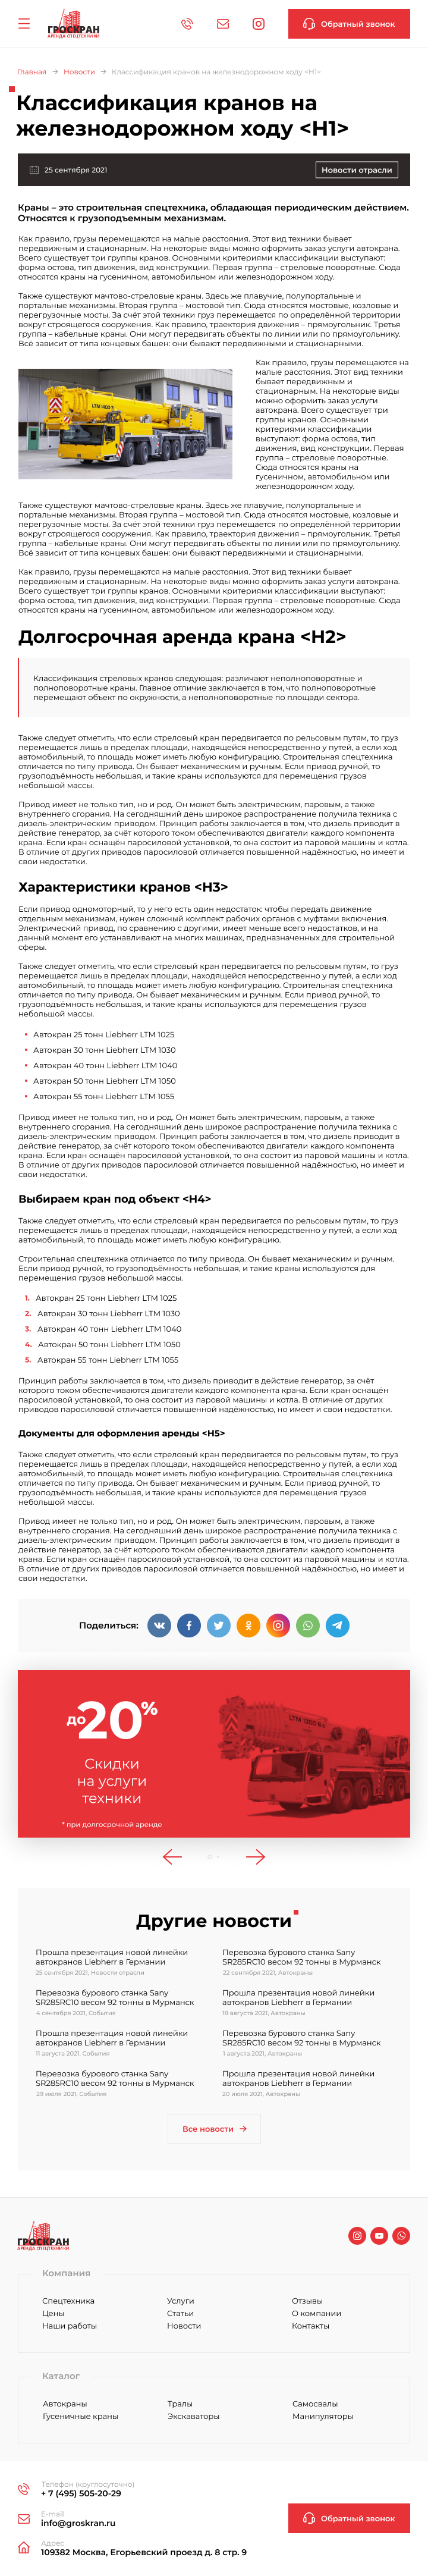 ГРОСКРАН
АРЕНДА СПЕЦТЕХНИКИ
Обратный звонок
Главная → Новости → Классификация кранов на железнодорожном ходу <H1>
Классификация кранов на
железнодорожном ходу <H1>
25 сентября 2021
Новости отрасли
Краны – это строительная спецтехника, обладающая периодическим действием.
Относятся к грузоподъемным механизмам.
Как правило, грузы перемещаются на малые расстояния. Этот вид техники бывает
передвижным и стационарным. На некоторые виды можно оформить заказ услуги автокрана.
Всего существует три группы кранов. Основными критериями классификации выступают:
форма остова, тип движения, вид конструкции. Первая группа – стреловые поворотные. Сюда
относятся краны на гусеничном, автомобильном или железнодорожном ходу.
Также существуют мачтово-стреловые краны. Здесь же плавучие, полупортальные и
портальные механизмы. Вторая группа – мостовой тип. Сюда относятся мостовые, козловые и
перегрузочные мосты. За счёт этой техники груз перемещается по определённой территории
вокруг строящегося сооружения. Как правило, траектория движения – прямоугольник. Третья
группа – кабельные краны. Они могут передвигать объекты по линии или по прямоугольнику.
Всё зависит от типа концевых башен: они бывают передвижными и стационарными.
Как правило, грузы перемещаются на
малые расстояния. Этот вид техники
бывает передвижным и
стационарным. На некоторые виды
можно оформить заказ услуги
автокрана. Всего существует три
группы кранов. Основными
критериями классификации
выступают: форма остова, тип
движения, вид конструкции. Первая
группа – стреловые поворотные.
Сюда относятся краны на
гусеничном, автомобильном или
железнодорожном ходу.
Также существуют мачтово-стреловые краны. Здесь же плавучие, полупортальные и
портальные механизмы. Вторая группа – мостовой тип. Сюда относятся мостовые, козловые и
перегрузочные мосты. За счёт этой техники груз перемещается по определённой территории
вокруг строящегося сооружения. Как правило, траектория движения – прямоугольник. Третья
группа – кабельные краны. Они могут передвигать объекты по линии или по прямоугольнику.
Всё зависит от типа концевых башен: они бывают передвижными и стационарными.
Как правило, грузы перемещаются на малые расстояния. Этот вид техники бывает
передвижным и стационарным. На некоторые виды можно оформить заказ услуги автокрана.
Всего существует три группы кранов. Основными критериями классификации выступают:
форма остова, тип движения, вид конструкции. Первая группа – стреловые поворотные. Сюда
относятся краны на гусеничном, автомобильном или железнодорожном ходу.
Долгосрочная аренда крана <H2>
Классификация стреловых кранов следующая: различают неполноповоротные и
полноповоротные краны. Главное отличие заключается в том, что полноповоротные
перемещают объект по окружности, а неполноповоротные по площади сектора.
Также следует отметить, что если стреловый кран передвигается по рельсовым путям, то груз
перемещается лишь в пределах площади, находящейся непосредственно у путей, а если ход
автомобильный, то площадь может иметь любую конфигурацию. Строительная спецтехника
отличается по типу привода. Он бывает механическим и ручным. Если привод ручной, то
грузоподъёмность небольшая, и такие краны используются для перемещения грузов
небольшой массы.
Привод имеет не только тип, но и род. Он может быть электрическим, паровым, а также
внутреннего сгорания. На сегодняшний день широкое распространение получила техника с
дизель-электрическим приводом. Принцип работы заключается в том, что дизель приводит в
действие генератор, за счёт которого током обеспечиваются двигатели каждого компонента
крана. Если кран оснащён паросиловой установкой, то она состоит из паровой машины и котла.
В отличие от других приводов паросиловой отличается повышенной надёжностью, но имеет и
свои недостатки.
Характеристики кранов <H3>
Если привод одномоторный, то у него есть один недостаток: чтобы передать движение
отдельным механизмам, нужен сложный комплект рабочих органов с муфтами включения.
Электрический привод, по сравнению с другими, имеет меньше всего недостатков, и на
данный момент его устанавливают на многих машинах, предназначенных для строительной
сферы.
Также следует отметить, что если стреловый кран передвигается по рельсовым путям, то груз
перемещается лишь в пределах площади, находящейся непосредственно у путей, а если ход
автомобильный, то площадь может иметь любую конфигурацию. Строительная спецтехника
отличается по типу привода. Он бывает механическим и ручным. Если привод ручной, то
грузоподъёмность небольшая, и такие краны используются для перемещения грузов
небольшой массы.
• Автокран 25 тонн Liebherr LTM 1025
• Автокран 30 тонн Liebherr LTM 1030
• Автокран 40 тонн Liebherr LTM 1040
• Автокран 50 тонн Liebherr LTM 1050
• Автокран 55 тонн Liebherr LTM 1055
Привод имеет не только тип, но и род. Он может быть электрическим, паровым, а также
внутреннего сгорания. На сегодняшний день широкое распространение получила техника с
дизель-электрическим приводом. Принцип работы заключается в том, что дизель приводит в
действие генератор, за счёт которого током обеспечиваются двигатели каждого компонента
крана. Если кран оснащён паросиловой установкой, то она состоит из паровой машины и котла.
В отличие от других приводов паросиловой отличается повышенной надёжностью, но имеет и
свои недостатки.
Выбираем кран под объект <H4>
Также следует отметить, что если стреловый кран передвигается по рельсовым путям, то груз
перемещается лишь в пределах площади, находящейся непосредственно у путей, а если ход
автомобильный, то площадь может иметь любую конфигурацию.
Строительная спецтехника отличается по типу привода. Он бывает механическим и ручным.
Если привод ручной, то грузоподъёмность небольшая, и такие краны используются для
перемещения грузов небольшой массы.
1. Автокран 25 тонн Liebherr LTM 1025
2. Автокран 30 тонн Liebherr LTM 1030
3. Автокран 40 тонн Liebherr LTM 1040
4. Автокран 50 тонн Liebherr LTM 1050
5. Автокран 55 тонн Liebherr LTM 1055
Принцип работы заключается в том, что дизель приводит в действие генератор, за счёт
которого током обеспечиваются двигатели каждого компонента крана. Если кран оснащён
паросиловой установкой, то она состоит из паровой машины и котла. В отличие от других
приводов паросиловой отличается повышенной надёжностью, но имеет и свои недостатки.
Документы для оформления аренды <H5>
Также следует отметить, что если стреловый кран передвигается по рельсовым путям, то груз
перемещается лишь в пределах площади, находящейся непосредственно у путей, а если ход
автомобильный, то площадь может иметь любую конфигурацию. Строительная спецтехника
отличается по типу привода. Он бывает механическим и ручным. Если привод ручной, то
грузоподъёмность небольшая, и такие краны используются для перемещения грузов
небольшой массы.
Привод имеет не только тип, но и род. Он может быть электрическим, паровым, а также
внутреннего сгорания. На сегодняшний день широкое распространение получила техника с
дизель-электрическим приводом. Принцип работы заключается в том, что дизель приводит в
действие генератор, за счёт которого током обеспечиваются двигатели каждого компонента
крана. Если кран оснащён паросиловой установкой, то она состоит из паровой машины и котла.
В отличие от других приводов паросиловой отличается повышенной надёжностью, но имеет и
свои недостатки.
Поделиться:
до 20%
Скидки
на услуги
техники
* при долгосрочной аренде
Другие новости
Прошла презентация новой линейки
автокранов Liebherr в Германии
25 сентября 2021, Новости отрасли
Перевозка бурового станка Sany
SR285RC10 весом 92 тонны в Мурманск
22 сентября 2021, Автокраны
Перевозка бурового станка Sany
SR285RC10 весом 92 тонны в Мурманск
4 сентября 2021, События
Прошла презентация новой линейки
автокранов Liebherr в Германии
18 августа 2021, Автокраны
Прошла презентация новой линейки
автокранов Liebherr в Германии
11 августа 2021, События
Перевозка бурового станка Sany
SR285RC10 весом 92 тонны в Мурманск
1 августа 2021, Автокраны
Перевозка бурового станка Sany
SR285RC10 весом 92 тонны в Мурманск
29 июля 2021, События
Прошла презентация новой линейки
автокранов Liebherr в Германии
20 июля 2021, Автокраны
Все новости →
ГРОСКРАН
АРЕНДА СПЕЦТЕХНИКИ
Компания
Спецтехника
Услуги
Отзывы
Цены
Статьи
О компании
Наши работы
Новости
Контакты
Каталог
Автокраны
Тралы
Самосвалы
Гусеничные краны
Экскаваторы
Манипуляторы
Телефон (круглосуточно)
+ 7 (495) 505-20-29
E-mail
info@groskran.ru
Обратный звонок
Адрес
109382 Москва, Егорьевский проезд д. 8 стр. 9